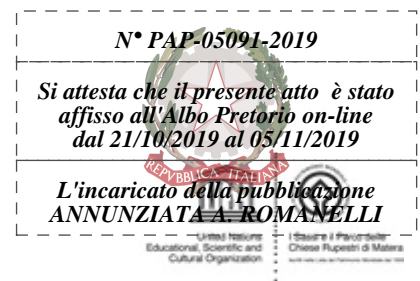 N° PAP-05091-2019
Si attesta che il presente atto è stato
affisso all'Albo Pretorio on-line
dal 21/10/2019 al 05/11/2019
REPVBBLICA ITALIANA
L'incaricato della pubblicazione
ANNUNZIATA A. ROMANELLI
United Nations
Educational, Scientific and
Cultural Organization
I Sassi e il Parco delle
Chiese Rupestri di Matera